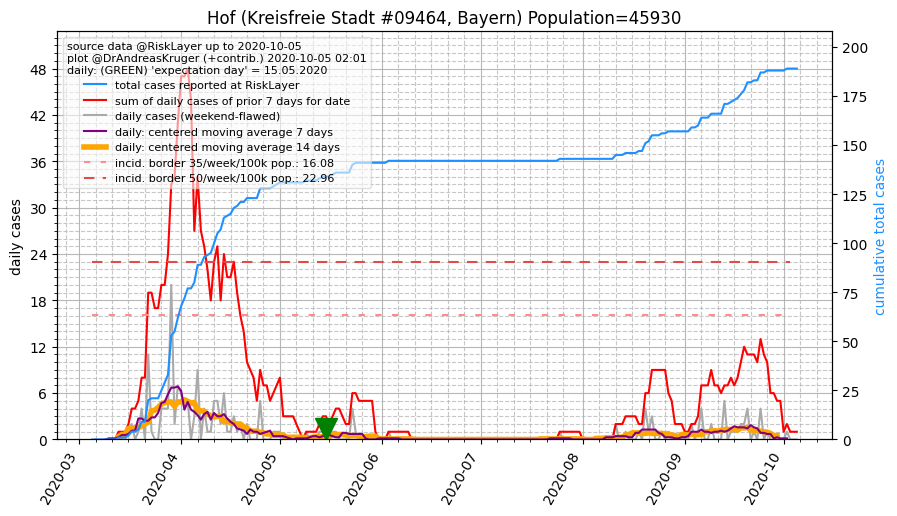 Hof (Kreisfreie Stadt #09464, Bayern) Population=45930
source data @RiskLayer up to 2020-10-05
plot @DrAndreasKruger (+contrib.) 2020-10-05 02:01
daily: (GREEN) 'expectation day' = 15.05.2020
total cases reported at RiskLayer
sum of daily cases of prior 7 days for date
daily cases (weekend-flawed)
daily: centered moving average 7 days
daily: centered moving average 14 days
incid. border 35/week/100k pop.: 16.08
incid. border 50/week/100k pop.: 22.96
daily cases
48
42
36
30
24
18
12
6
0
cumulative total cases
200
175
150
125
100
75
50
25
0
2020-03
2020-04
2020-05
2020-06
2020-07
2020-08
2020-09
2020-10